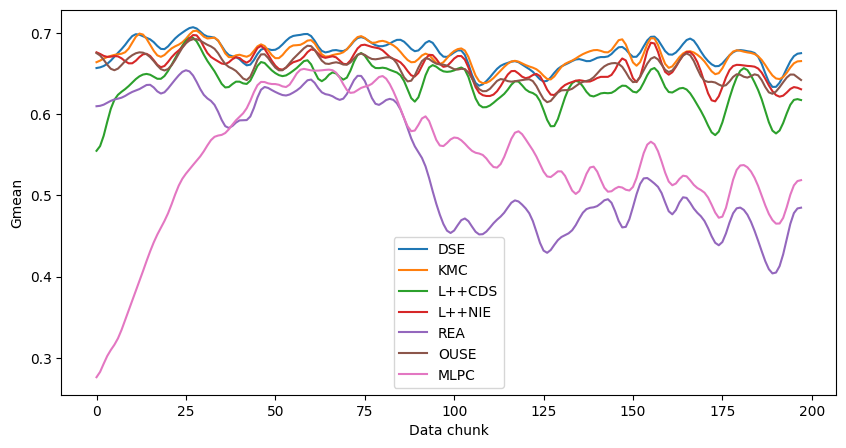 0.7
0.6
0.5
0.4
0.3
Gmean
DSE
KMC
L++CDS
L++NIE
REA
OUSE
MLPC
0 25 50 75 100 125 150 175 200
Data chunk